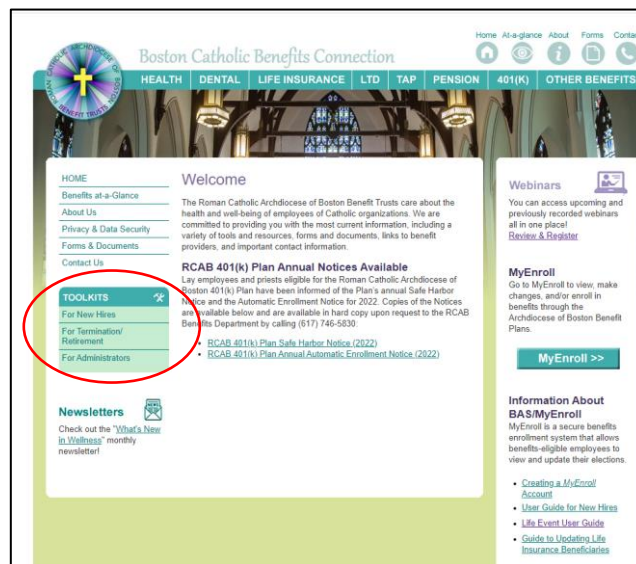 Home At-a-glance About Forms Contac
ROMAN CATHOLIC ARCHDIOCESE OF BOSTON
BENEFIT TRUSTS
Boston Catholic Benefits Connection
HEALTH DENTAL LIFE INSURANCE LTD TAP PENSION 401(K) OTHER BENEFITS
HOME
Benefits at-a-Glance
About Us
Privacy & Data Security
Forms & Documents
Contact Us
TOOLKITS
For New Hires
For Termination/
Retirement
For Administrators
Newsletters
Check out the "What's New
in Wellness" monthly
newsletter!
Welcome
The Roman Catholic Archdiocese of Boston Benefit Trusts care about the
health and well-being of employees of Catholic organizations. We are
committed to providing you with the most current information, including a
variety of tools and resources, forms and documents, links to benefit
providers, and important contact information.
RCAB 401(k) Plan Annual Notices Available
Lay employees and priests eligible for the Roman Catholic Archdiocese of
Boston 401(k) Plan have been informed of the Plan's annual Safe Harbor
Notice and the Automatic Enrollment Notice for 2022. Copies of the Notices
are available below and are available in hard copy upon request to the RCAB
Benefits Department by calling (617) 746-5830:
• RCAB 401(k) Plan Safe Harbor Notice (2022)
• RCAB 401(k) Plan Annual Automatic Enrollment Notice (2022)
Webinars
You can access upcoming and
previously recorded webinars
all in one place!
Review & Register
MyEnroll
Go to MyEnroll to view, make
changes, and/or enroll in
benefits through the
Archdiocese of Boston Benefit
Plans.
MyEnroll >>
Information About
BAS/MyEnroll
MyEnroll is a secure benefits
enrollment system that allows
benefits-eligible employees to
view and update their elections.
• Creating a MyEnroll
Account
• User Guide for New Hires
• Life Event User Guide
• Guide to Updating Life
Insurance Beneficiaries